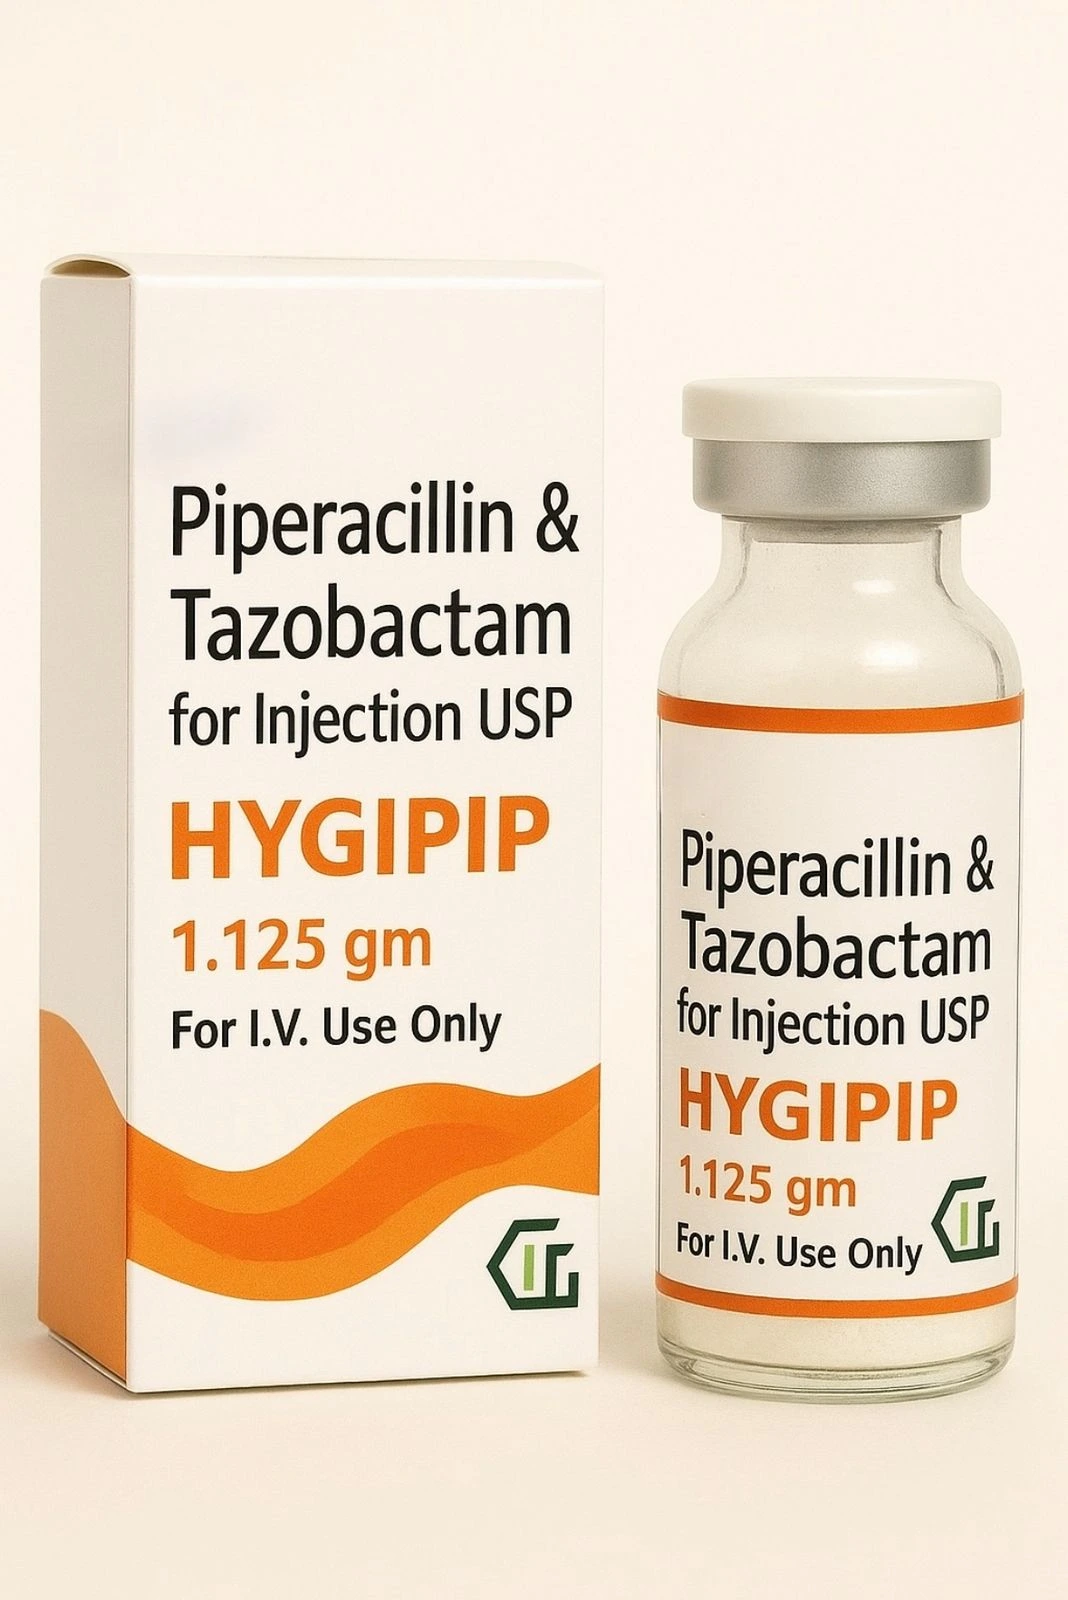 Piperacillin &
Tazobactam
for Injection USP
HYGIPIP
1.125 gm
For I.V. Use Only
Piperacillin &
Tazobactam
for Injection USP
HYGIPIP
1.125 gm
For I.V. Use Only